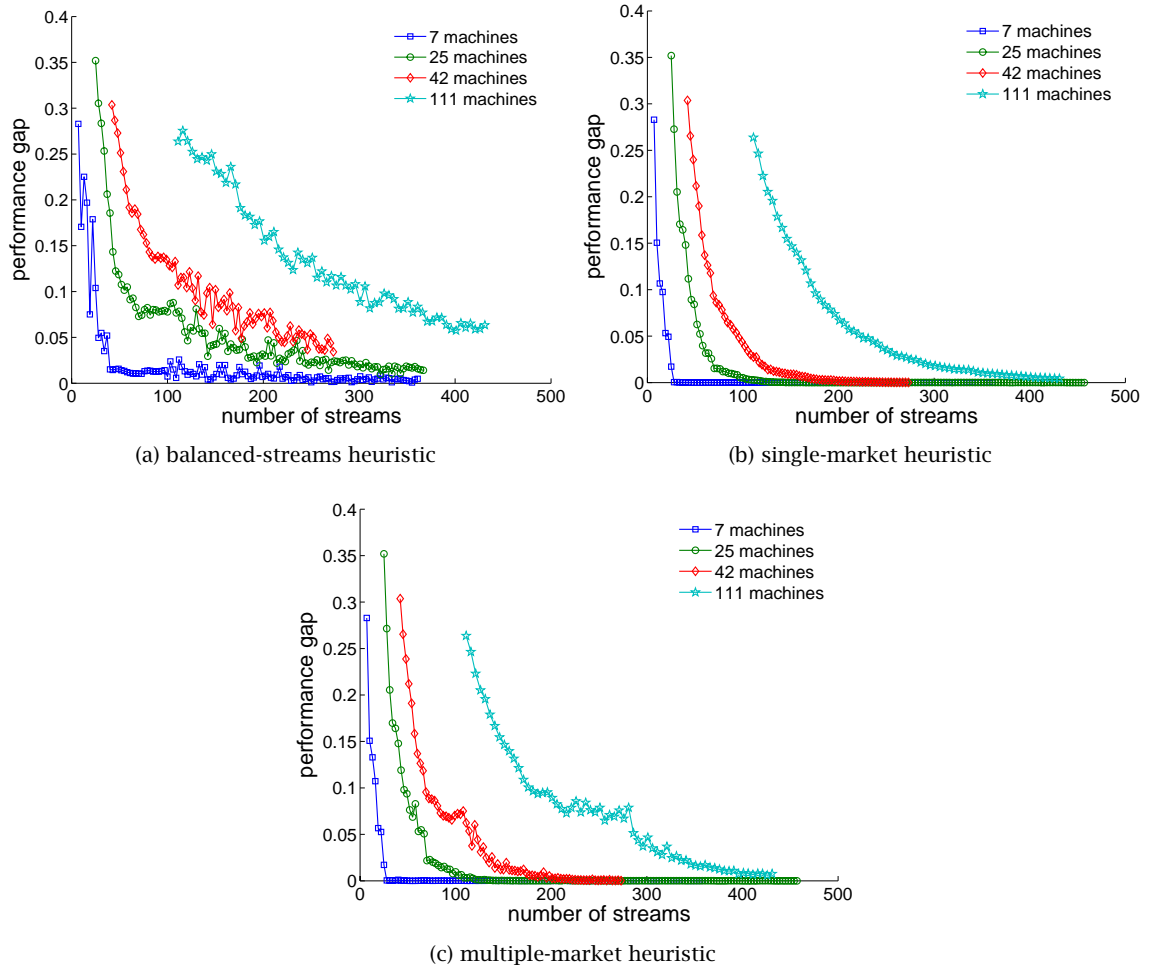 0.4
0.35
0.3
0.25
0.2
0.15
0.1
0.05
0
performance gap
7 machines
25 machines
42 machines
111 machines
0 100 200 300 400 500
number of streams
(a) balanced-streams heuristic
0.4
0.35
0.3
0.25
0.2
0.15
0.1
0.05
0
performance gap
7 machines
25 machines
42 machines
111 machines
0 100 200 300 400 500
number of streams
(b) single-market heuristic
0.4
0.35
0.3
0.25
0.2
0.15
0.1
0.05
0
performance gap
7 machines
25 machines
42 machines
111 machines
0 100 200 300 400 500
number of streams
(c) multiple-market heuristic